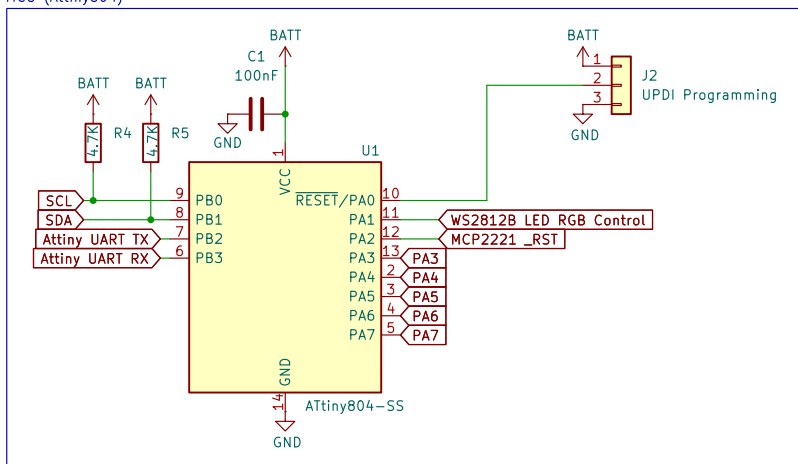 MCU (Attiny804)
BATT
C1
100nF
GND
BATT
BATT
4.7K
R4
4.7K
R5
BATT
1
2
3
J2
UPDI Programming
GND
U1
1
VCC
SCL
9
PB0
SDA
8
PB1
Attiny UART TX
7
PB2
Attiny UART RX
6
PB3
RESET/PA0
10
PA1
11
WS2812B LED RGB Control
PA2
12
MCP2221 _RST
PA3
13
PA3
PA4
2
PA4
PA5
3
PA5
PA6
4
PA6
PA7
5
PA7
GND
14
ATtiny804-SS
GND